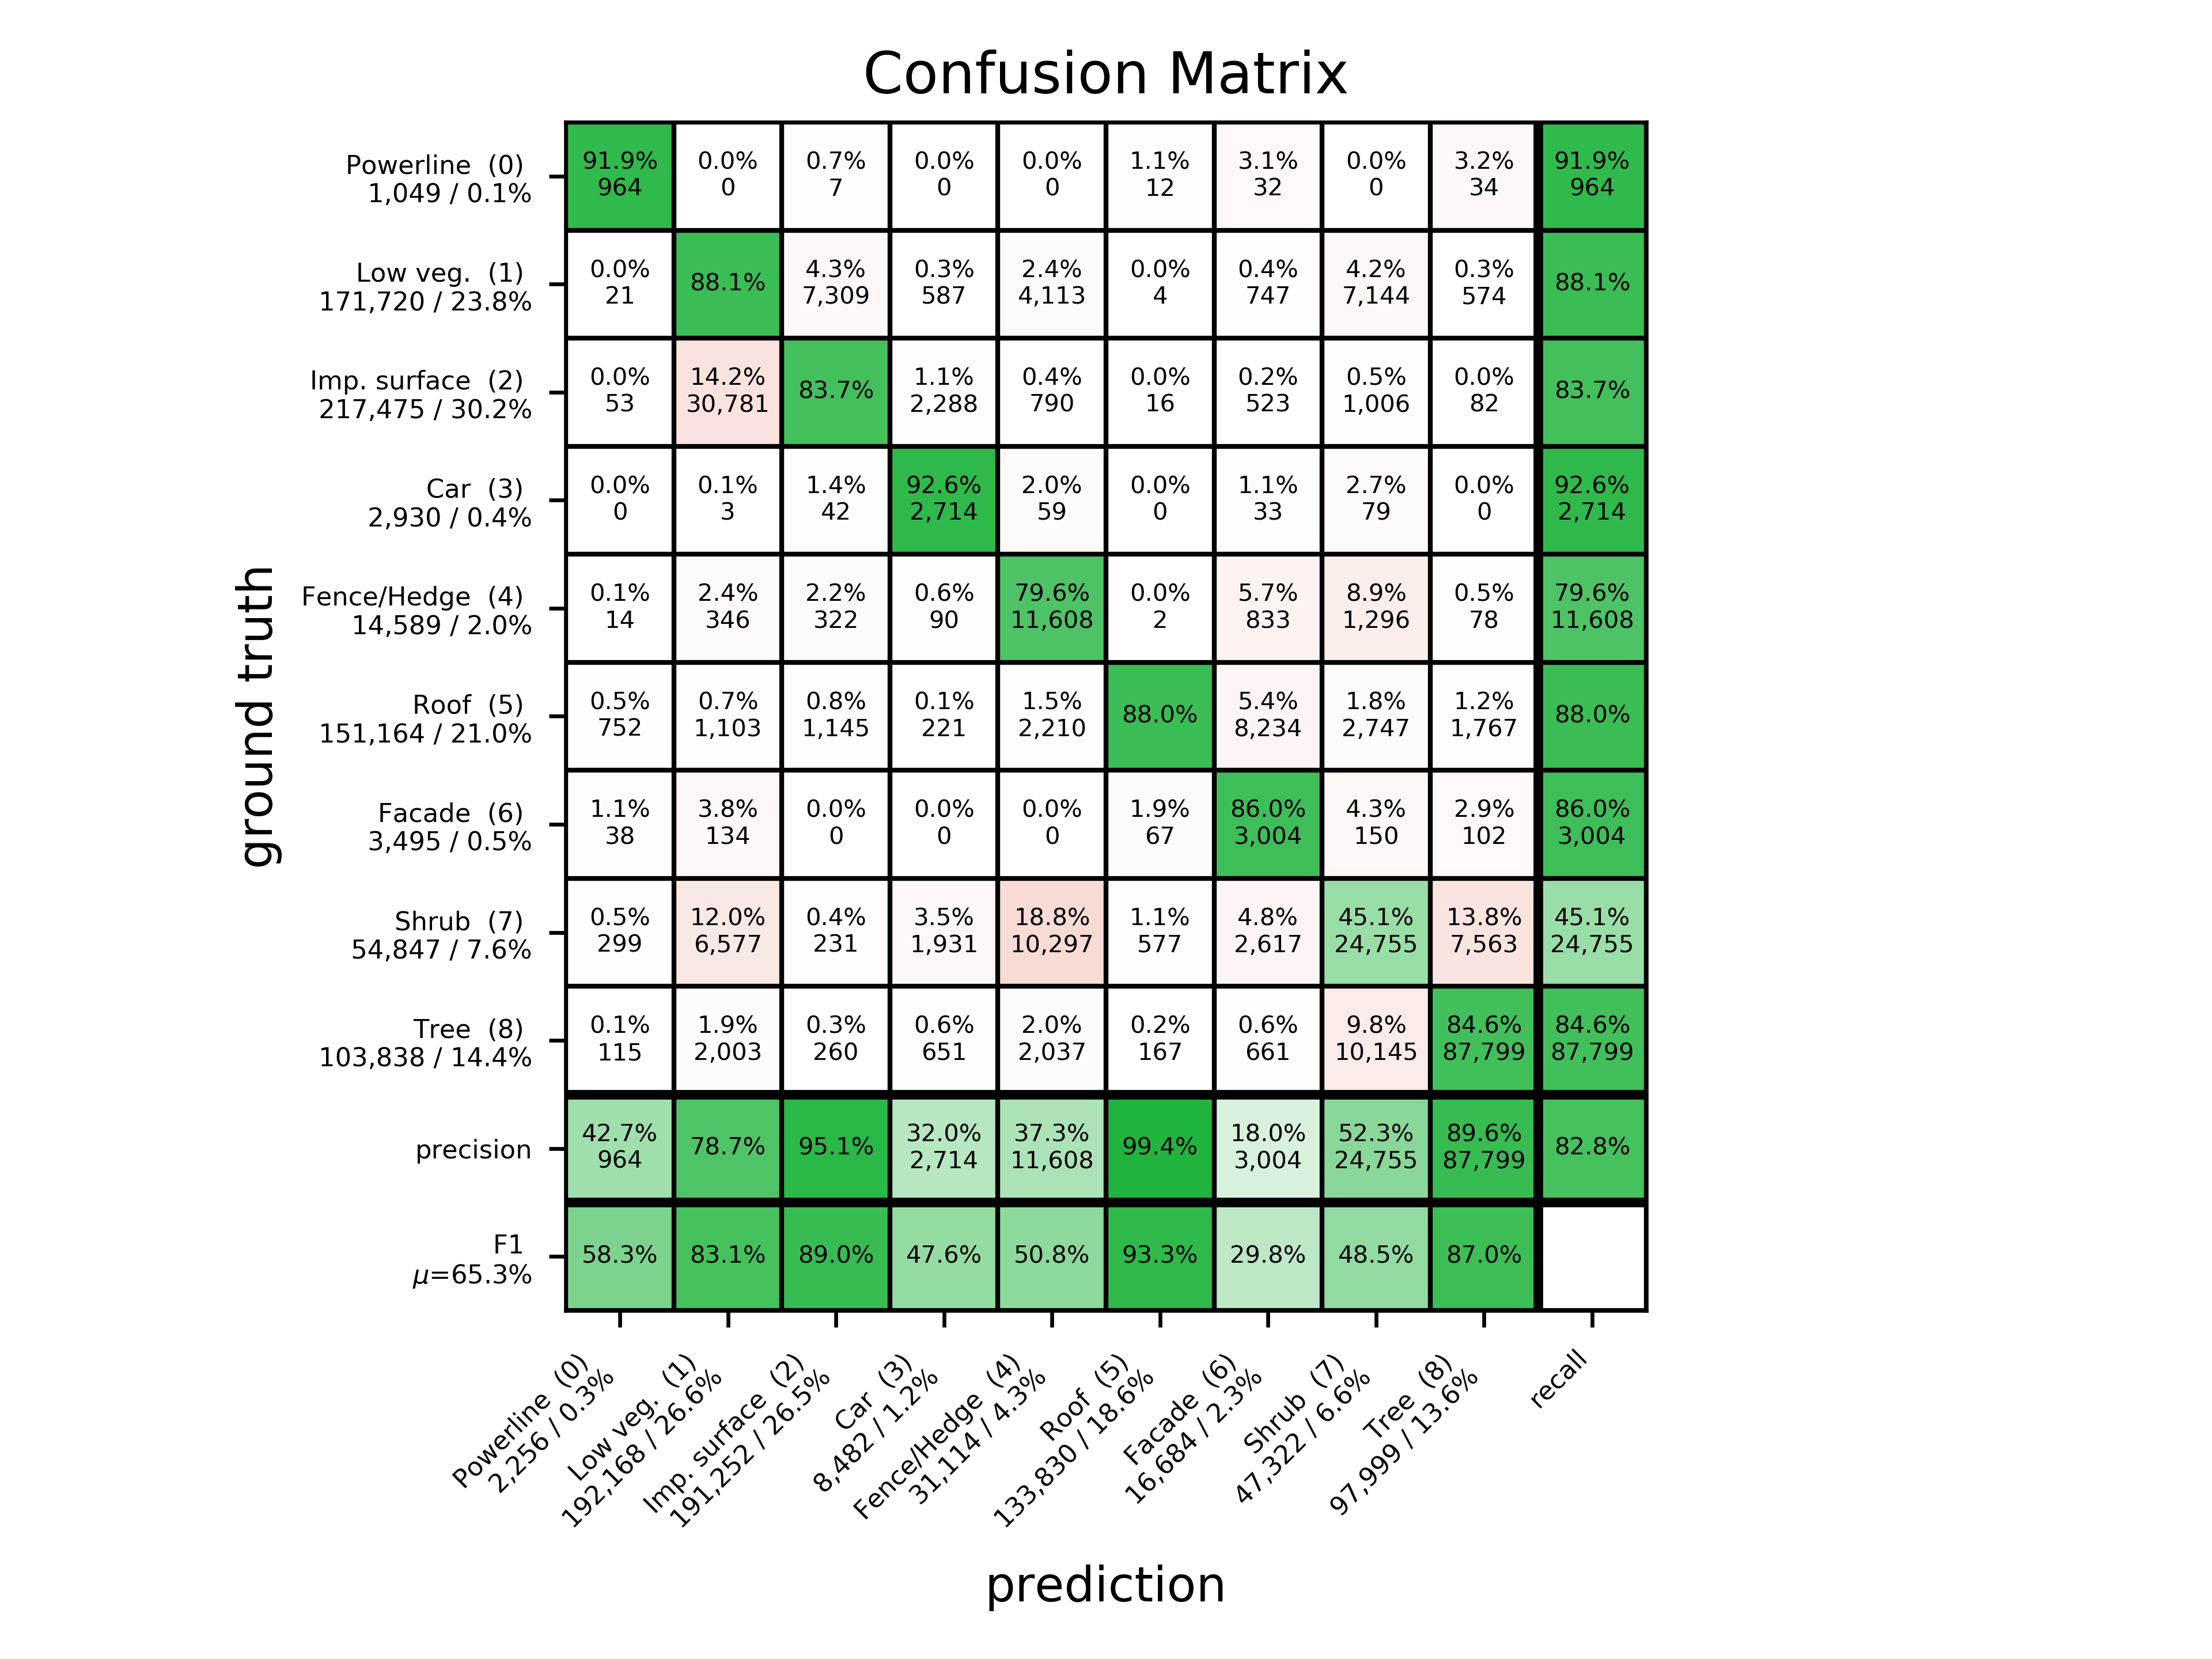 Confusion Matrix
Powerline (0)
1,049 / 0.1%
91.9% 0.0% 0.7% 0.0% 0.0% 1.1% 3.1% 0.0% 3.2% 91.9%
964 0 7 0 0 12 32 0 34 964
Low veg. (1)
171,720 / 23.8%
0.0% 88.1% 4.3% 0.3% 2.4% 0.0% 0.4% 4.2% 0.3% 88.1%
21 7,309 587 4,113 4 747 7,144 574
Imp. surface (2)
217,475 / 30.2%
0.0% 14.2% 83.7% 1.1% 0.4% 0.0% 0.2% 0.5% 0.0% 83.7%
53 30,781 2,288 790 16 523 1,006 82
Car (3)
2,930 / 0.4%
0.0% 0.1% 1.4% 92.6% 2.0% 0.0% 1.1% 2.7% 0.0% 92.6%
0 3 42 2,714 59 0 33 79 0 2,714
Fence/Hedge (4)
14,589 / 2.0%
0.1% 2.4% 2.2% 0.6% 79.6% 0.0% 5.7% 8.9% 0.5% 79.6%
14 346 322 90 11,608 2 833 1,296 78 11,608
Roof (5)
151,164 / 21.0%
0.5% 0.7% 0.8% 0.1% 1.5% 88.0% 5.4% 1.8% 1.2% 88.0%
752 1,103 1,145 221 2,210 8,234 2,747 1,767
Facade (6)
3,495 / 0.5%
1.1% 3.8% 0.0% 0.0% 0.0% 1.9% 86.0% 4.3% 2.9% 86.0%
38 134 0 0 0 67 3,004 150 102 3,004
Shrub (7)
54,847 / 7.6%
0.5% 12.0% 0.4% 3.5% 18.8% 1.1% 4.8% 45.1% 13.8% 45.1%
299 6,577 231 1,931 10,297 577 2,617 24,755 7,563 24,755
Tree (8)
103,838 / 14.4%
0.1% 1.9% 0.3% 0.6% 2.0% 0.2% 0.6% 9.8% 84.6% 84.6%
115 2,003 260 651 2,037 167 661 10,145 87,799 87,799
precision
42.7% 78.7% 95.1% 32.0% 37.3% 99.4% 18.0% 52.3% 89.6% 82.8%
964 2,714 11,608 3,004 24,755 87,799
F1
μ=65.3%
58.3% 83.1% 89.0% 47.6% 50.8% 93.3% 29.8% 48.5% 87.0%
ground truth
Powerline (0)
2,256 / 0.3%
Low veg. (1)
192,168 / 26.6%
Imp. surface (2)
191,252 / 26.5%
Car (3)
8,482 / 1.2%
Fence/Hedge (4)
31,114 / 4.3%
Roof (5)
133,830 / 18.6%
Facade (6)
16,684 / 2.3%
Shrub (7)
47,322 / 6.6%
Tree (8)
97,999 / 13.6%
recall
prediction